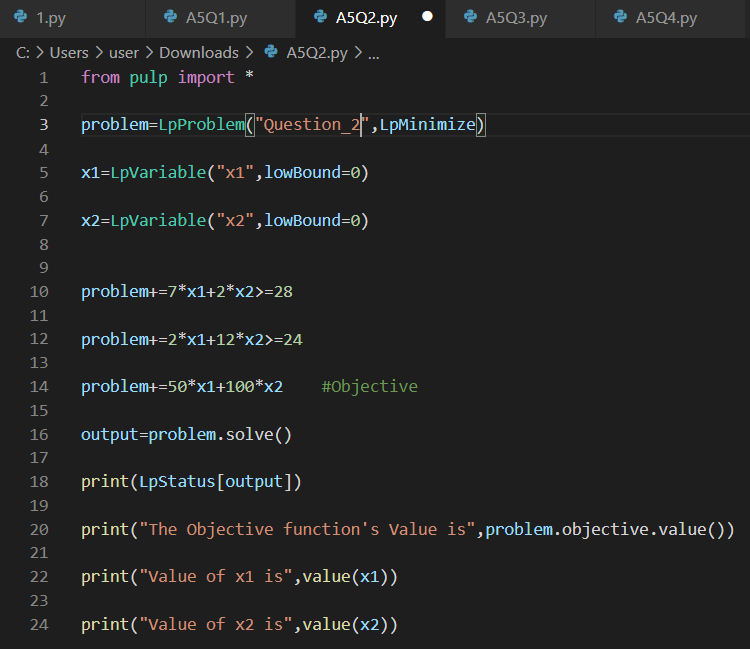 1.py A5Q1.py A5Q2.py A5Q3.py A5Q4.py
C: > Users > user > Downloads > A5Q2.py > ...
1 from pulp import *
2
3 problem=LpProblem("Question_2",LpMinimize)
4
5 x1=LpVariable("x1",lowBound=0)
6
7 x2=LpVariable("x2",lowBound=0)
8
9
10 problem+=7*x1+2*x2>=28
11
12 problem+=2*x1+12*x2>=24
13
14 problem+=50*x1+100*x2    #Objective
15
16 output=problem.solve()
17
18 print(LpStatus[output])
19
20 print("The Objective function's Value is",problem.objective.value())
21
22 print("Value of x1 is",value(x1))
23
24 print("Value of x2 is",value(x2))